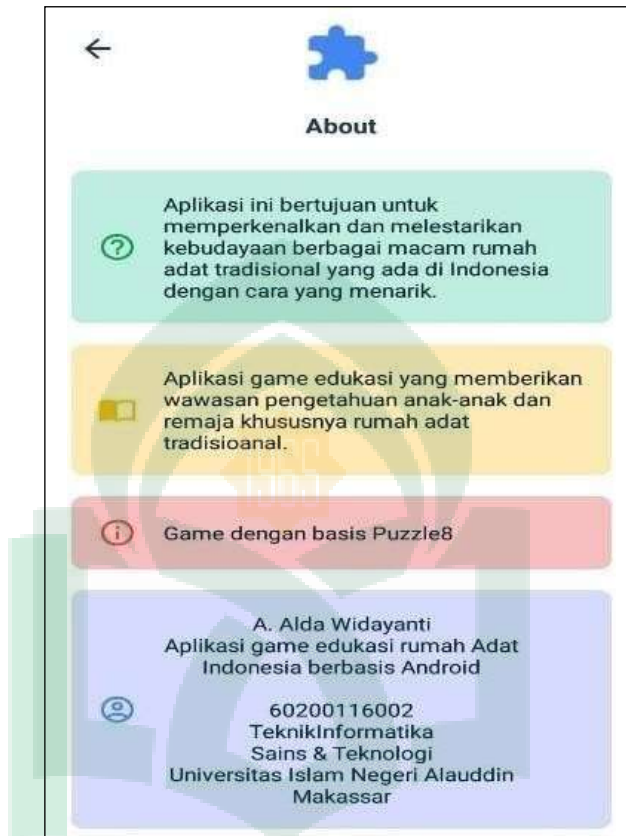 About
Aplikasi ini bertujuan untuk
memperkenalkan dan melestarikan
kebudayaan berbagai macam rumah
adat tradisional yang ada di Indonesia
dengan cara yang menarik.
Aplikasi game edukasi yang memberikan
wawasan pengetahuan anak-anak dan
remaja khususnya rumah adat
tradisioanal.
1965
Game dengan basis Puzzle8
A. Alda Widayanti
Aplikasi game edukasi rumah Adat
Indonesia berbasis Android
60200116002
TeknikInformatika
Sains & Teknologi
Universitas Islam Negeri Alauddin
Makassar